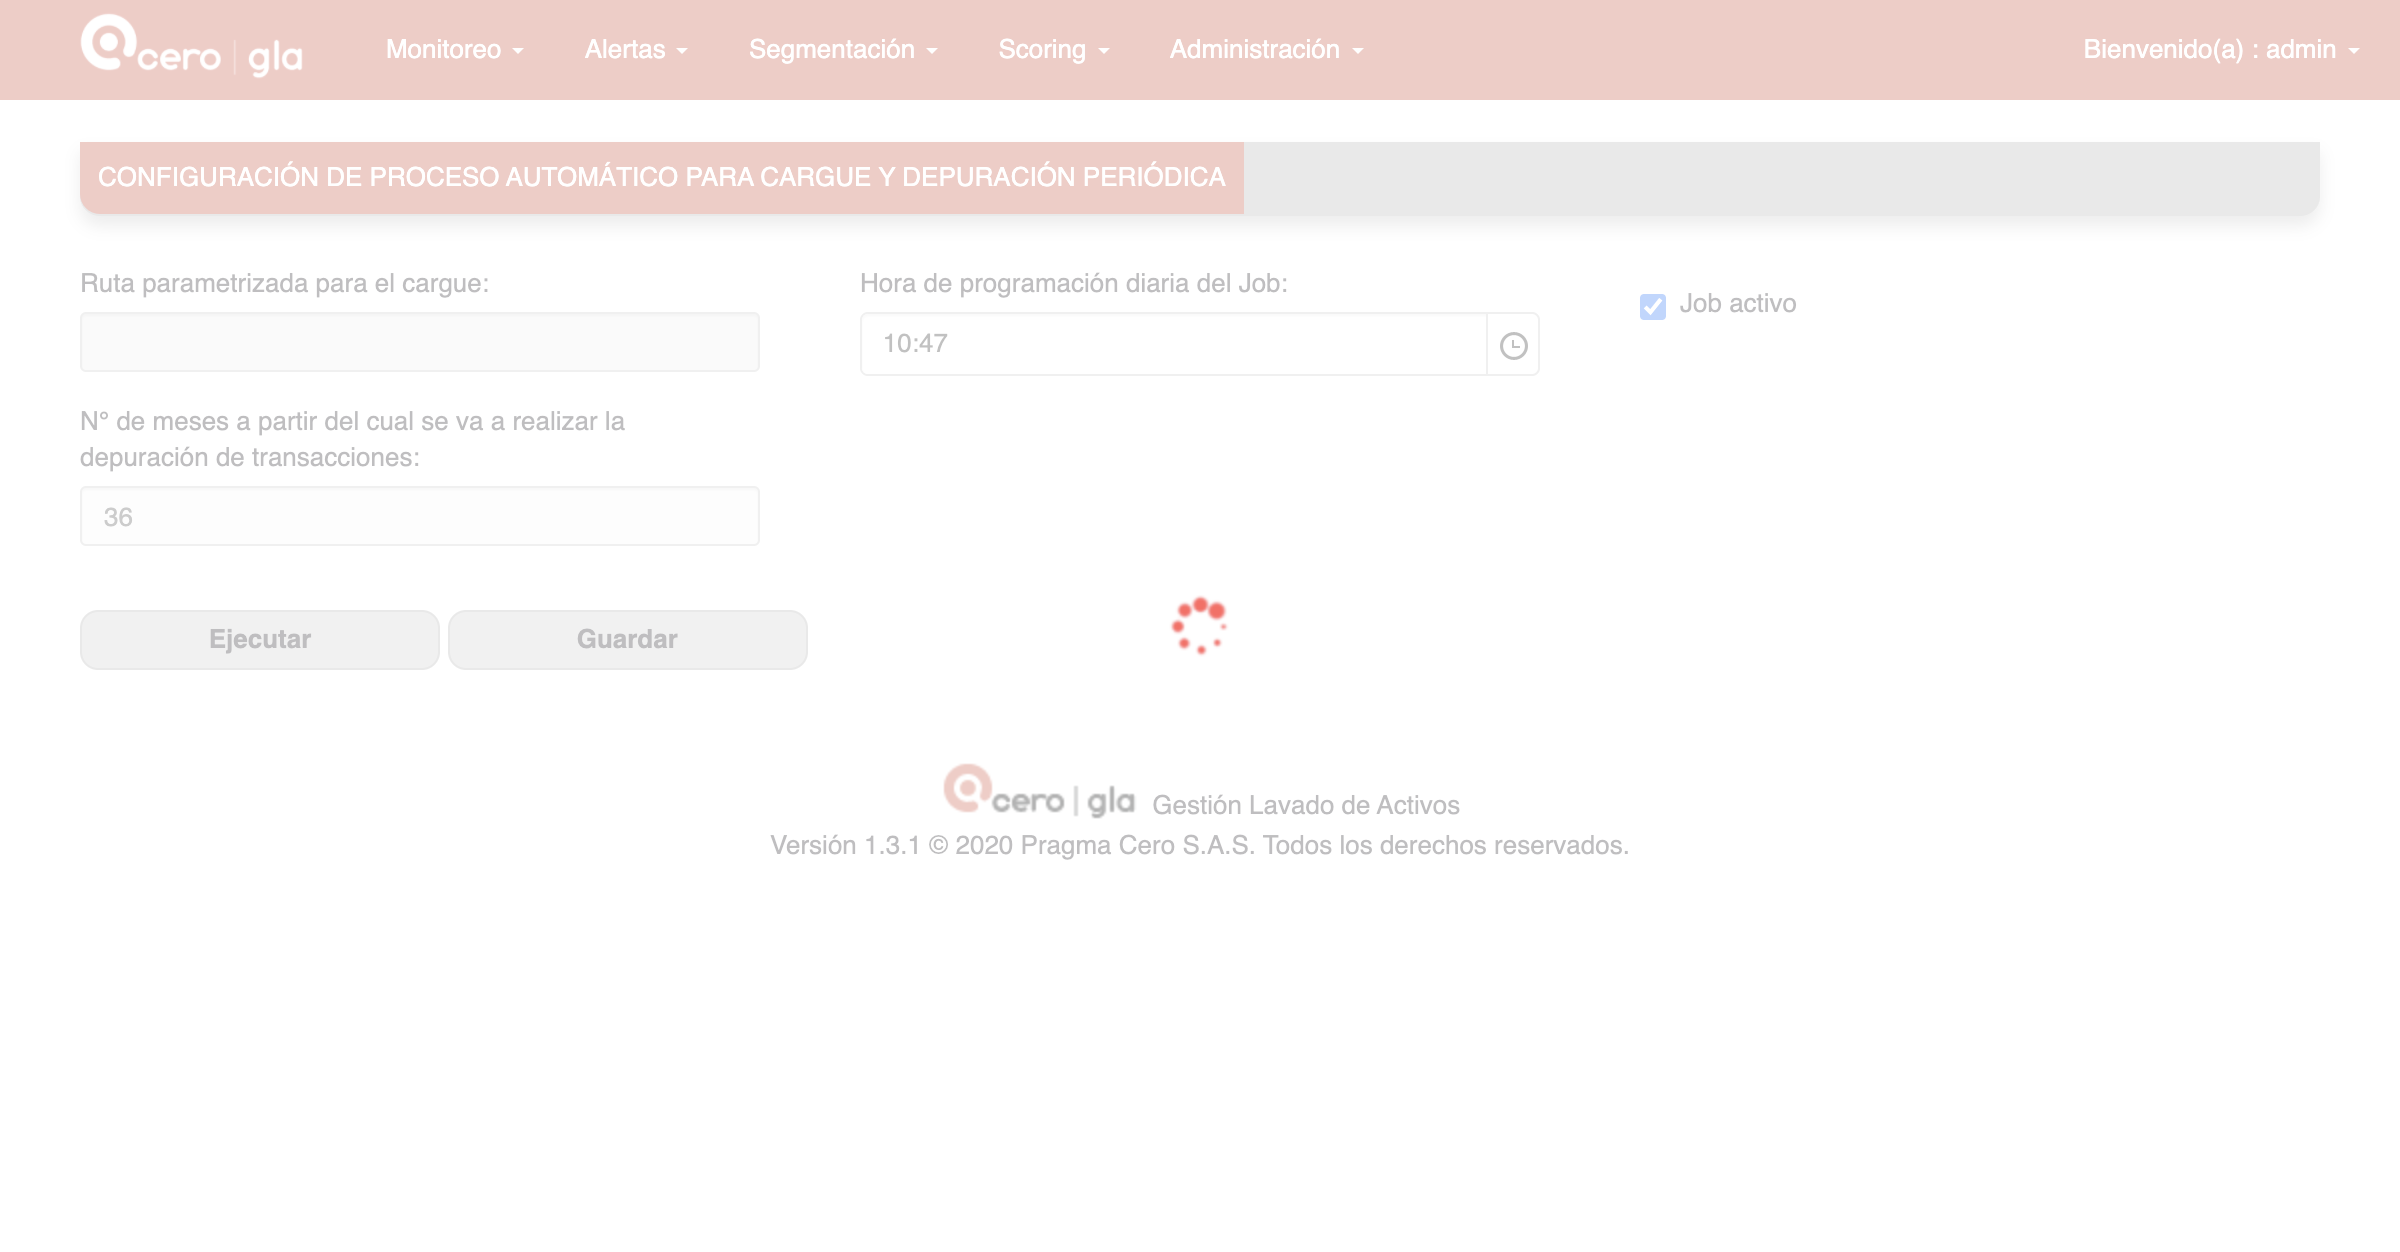 cero | gla
Monitoreo
Alertas
Segmentación
Scoring
Administración
Bienvenido(a) : admin
CONFIGURACIÓN DE PROCESO AUTOMÁTICO PARA CARGUE Y DEPURACIÓN PERIÓDICA
Ruta parametrizada para el cargue:
Hora de programación diaria del Job:
10:47
Job activo
N° de meses a partir del cual se va a realizar la
depuración de transacciones:
36
Ejecutar
Guardar
cero | gla Gestión Lavado de Activos
Versión 1.3.1 © 2020 Pragma Cero S.A.S. Todos los derechos reservados.